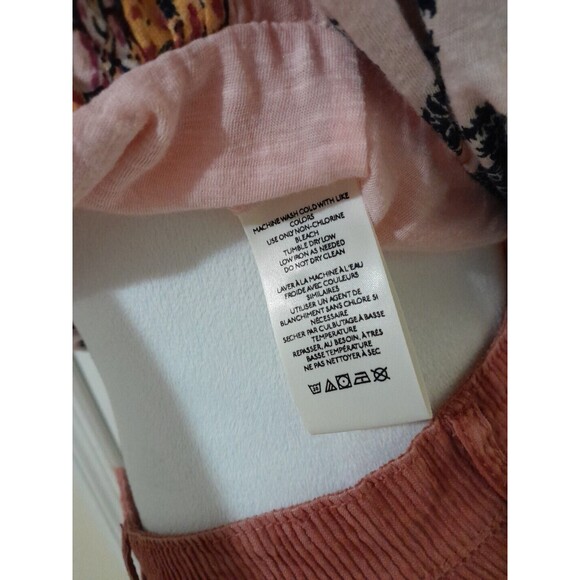 MACHINE WASH COLD WITH LIKE
COLORS
USE ONLY NON-CHLORINE
BLEACH
TUMBLE DRY LOW
LOW IRON AS NEEDED
DO NOT DRY CLEAN
LAVER À LA MACHINE À L'EAU
FROIDE AVEC COULEURS
SIMILAIRES
UTILISER UN AGENT DE
BLANCHIMENT SANS CHLORE SI
NÉCESSAIRE
SECHER PAR CULBUTAGE À BASSE
TEMPERATURE
REPASSER, AU BESOIN, À TRÈS
BASSE TEMPÉRATURE
NE PAS NETTOYER À SEC